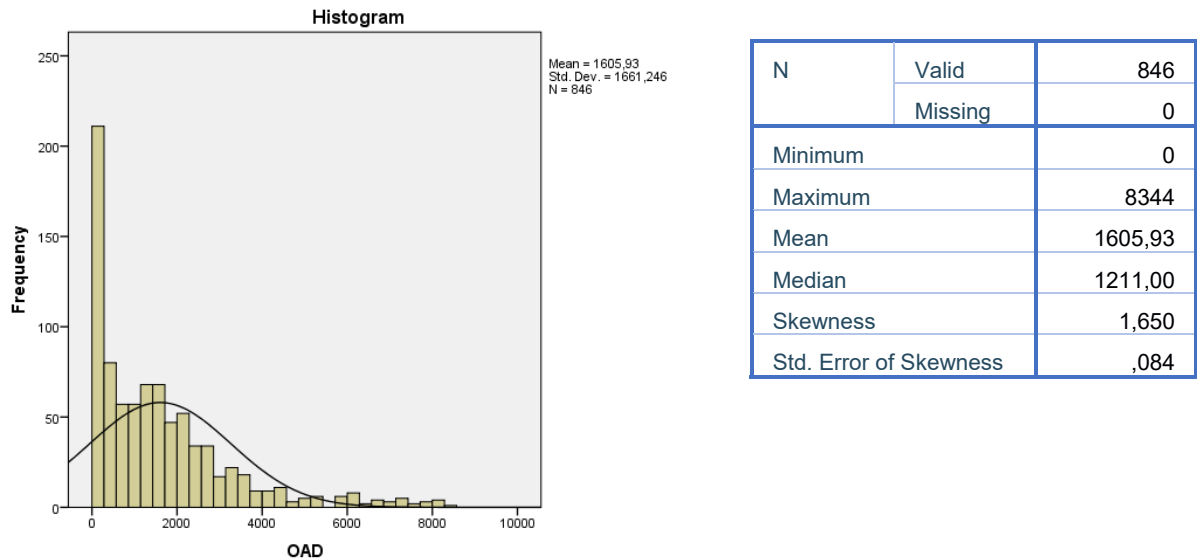 Histogram
250
200
150
100
50
0
Frequency
0 2000 4000 6000 8000 10000
OAD
Mean = 1605,93
Std. Dev. = 1661,246
N = 846
N Valid 846
Missing 0
Minimum 0
Maximum 8344
Mean 1605,93
Median 1211,00
Skewness 1,650
Std. Error of Skewness ,084